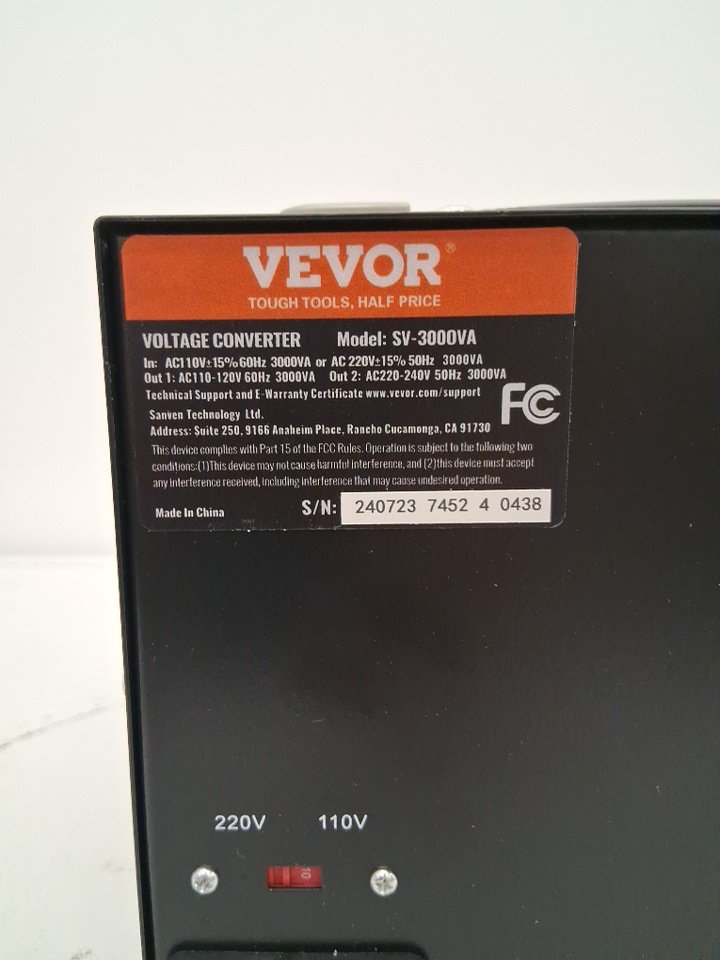 VEVOR®
TOUGH TOOLS, HALF PRICE
VOLTAGE CONVERTER Model: SV-3000VA
In: AC110V±15% 60Hz 3000VA or AC 220V±15% 50Hz 3000VA
Out 1: AC110-120V 60Hz 3000VA Out 2: AC220-240V 50Hz 3000VA
Technical Support and E-Warranty Certificate www.vevor.com/support
Sanven Technology Ltd.
Address: Suite 250, 9166 Anaheim Place, Rancho Cucamonga, CA 91730
FC
This device complies with Part 15 of the FCC Rules. Operation is subject to the following two
conditions:(1)This device may not cause harmful interference, and (2)this device must accept
any interference received, including interference that may cause undesired operation.
Made In China S/N: 240723 7452 4 0438
220V 110V